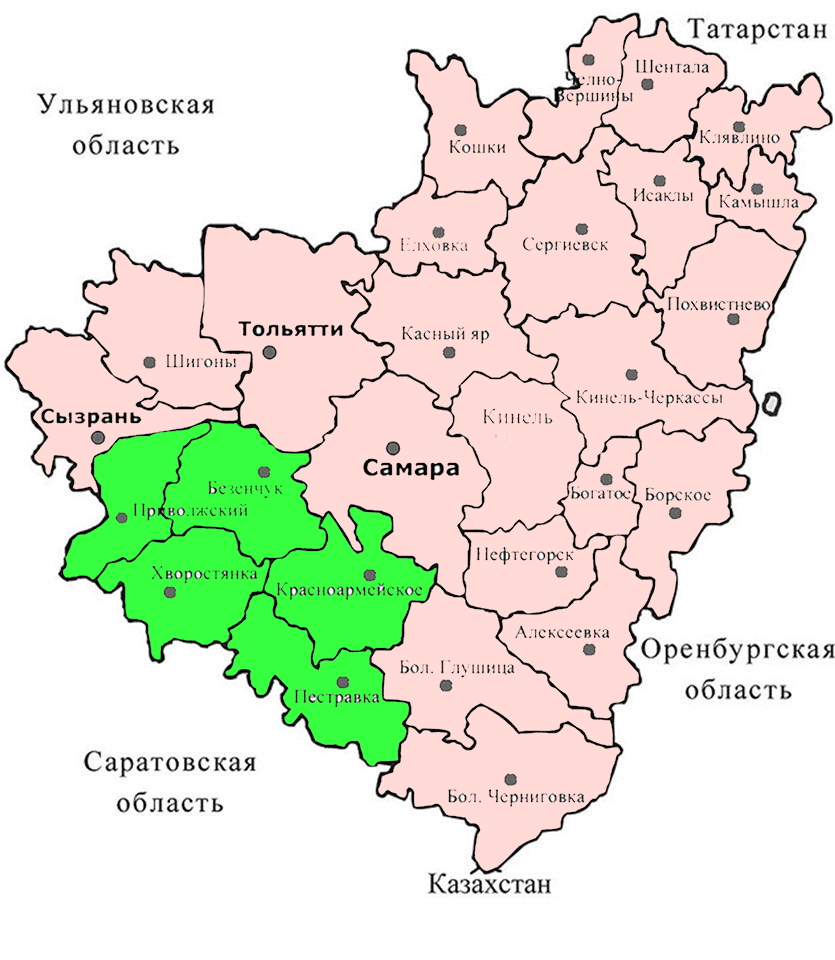 Татарстан
Ульяновская
область
Челно-
Вершины
Шентала
Кошки
Клявлино
Исаклы
Камышла
Елховка
Сергиевск
Похвистнево
Тольятти
Касный яр
Шигоны
Кинель-Черкассы
Сызрань
Кинель
Самара
Безенчук
Богатое
Борское
Приволжский
Нефтегорск
Хворостянка
Красноармейское
Алексеевка
Оренбургская
область
Бол. Глушица
Пестравка
Саратовская
область
Бол. Черниговка
Казахстан